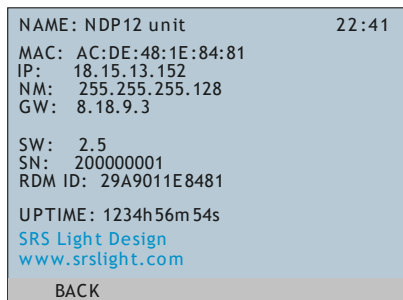 NAME: NDP12 unit 22:41
MAC: AC:DE:48:1E:84:81
IP: 18.15.13.152
NM: 255.255.255.128
GW: 8.18.9.3
SW: 2.5
SN: 200000001
RDM ID: 29A9011E8481
UPTIME: 1234h56m54s
SRS Light Design
www.srslight.com
BACK